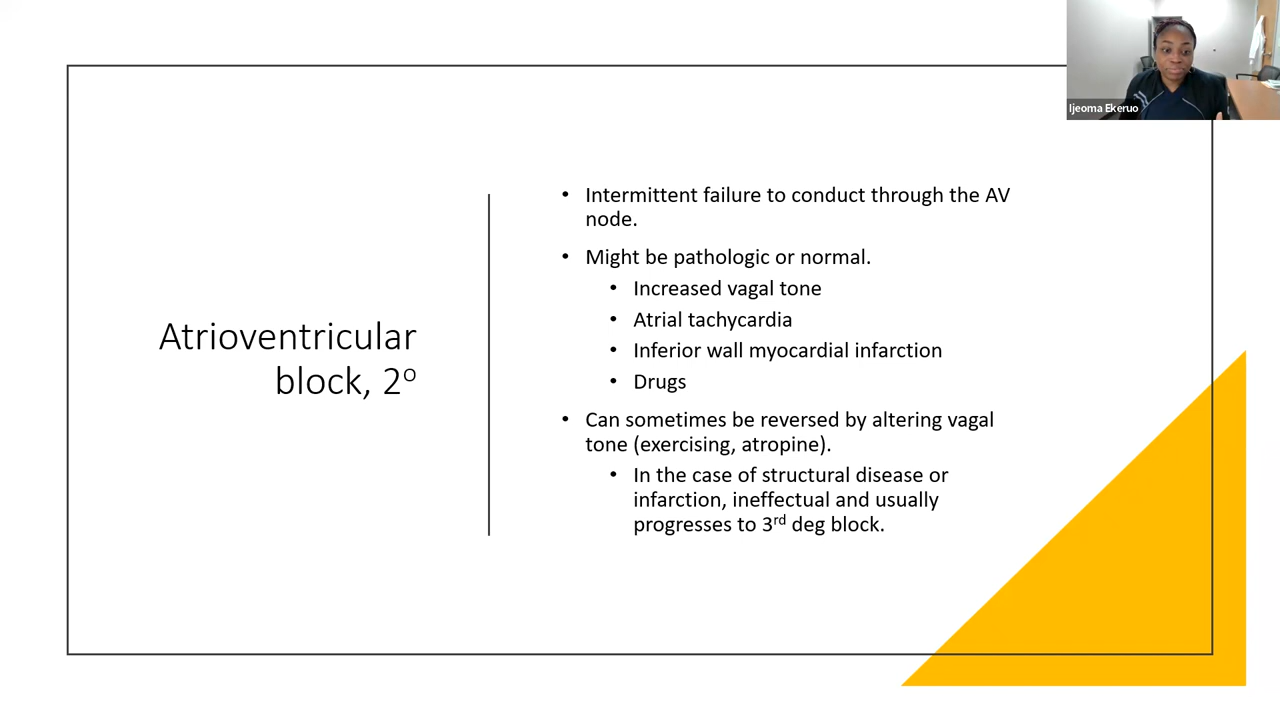 Ijeoma Ekeruo
Atrioventricular
block, 2º
• Intermittent failure to conduct through the AV
node.
• Might be pathologic or normal.
• Increased vagal tone
• Atrial tachycardia
• Inferior wall myocardial infarction
• Drugs
• Can sometimes be reversed by altering vagal
tone (exercising, atropine).
• In the case of structural disease or
infarction, ineffectual and usually
progresses to 3rd deg block.